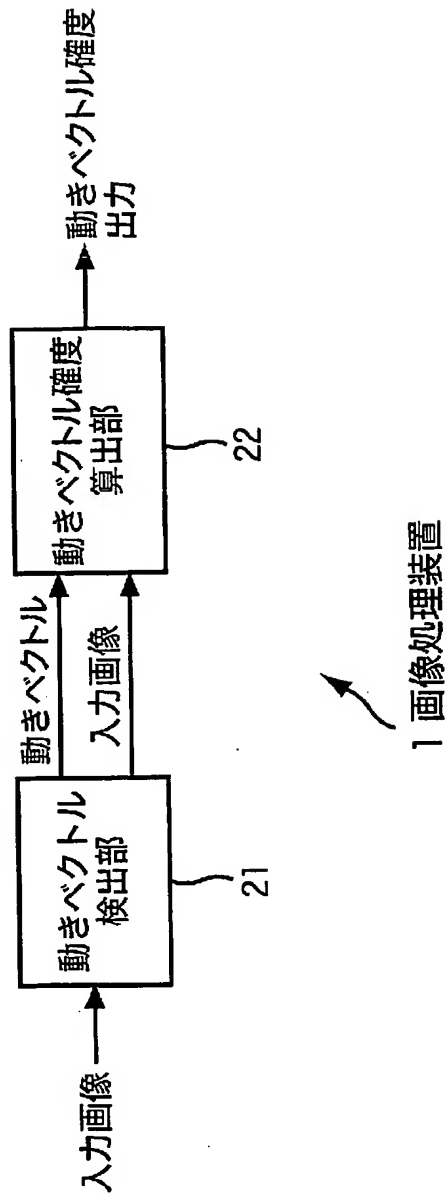 入力画像
動きベクトル
検出部
21
動きベクトル
入力画像
動きベクトル確度
算出部
22
動きベクトル確度
出力
1 画像処理装置